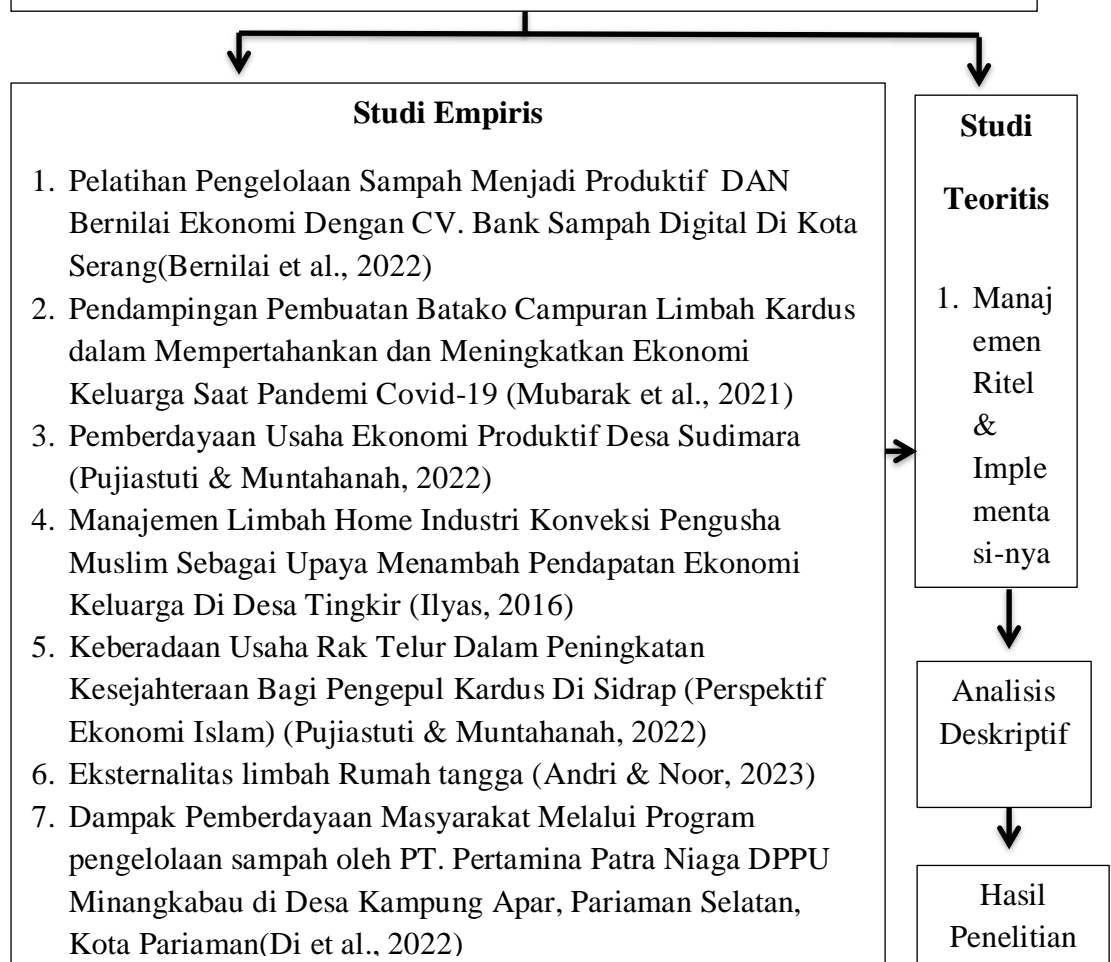 Studi Empiris
1. Pelatihan Pengelolaan Sampah Menjadi Produktif DAN
Bernilai Ekonomi Dengan CV. Bank Sampah Digital Di Kota
Serang(Bernilai et al., 2022)
2. Pendampingan Pembuatan Batako Campuran Limbah Kardus
dalam Mempertahankan dan Meningkatkan Ekonomi
Keluarga Saat Pandemi Covid-19 (Mubarak et al., 2021)
3. Pemberdayaan Usaha Ekonomi Produktif Desa Sudimara
(Pujiastuti & Muntahanah, 2022)
4. Manajemen Limbah Home Industri Konveksi Pengusha
Muslim Sebagai Upaya Menambah Pendapatan Ekonomi
Keluarga Di Desa Tingkir (Ilyas, 2016)
5. Keberadaan Usaha Rak Telur Dalam Peningkatan
Kesejahteraan Bagi Pengepul Kardus Di Sidrap (Perspektif
Ekonomi Islam) (Pujiastuti & Muntahanah, 2022)
6. Eksternalitas limbah Rumah tangga (Andri & Noor, 2023)
7. Dampak Pemberdayaan Masyarakat Melalui Program
pengelolaan sampah oleh PT. Pertamina Patra Niaga DPPU
Minangkabau di Desa Kampung Apar, Pariaman Selatan,
Kota Pariaman(Di et al., 2022)
Studi
Teoritis
1. Manaj
emen
Ritel
&
Imple
menta
si-nya
Analisis
Deskriptif
Hasil
Penelitian